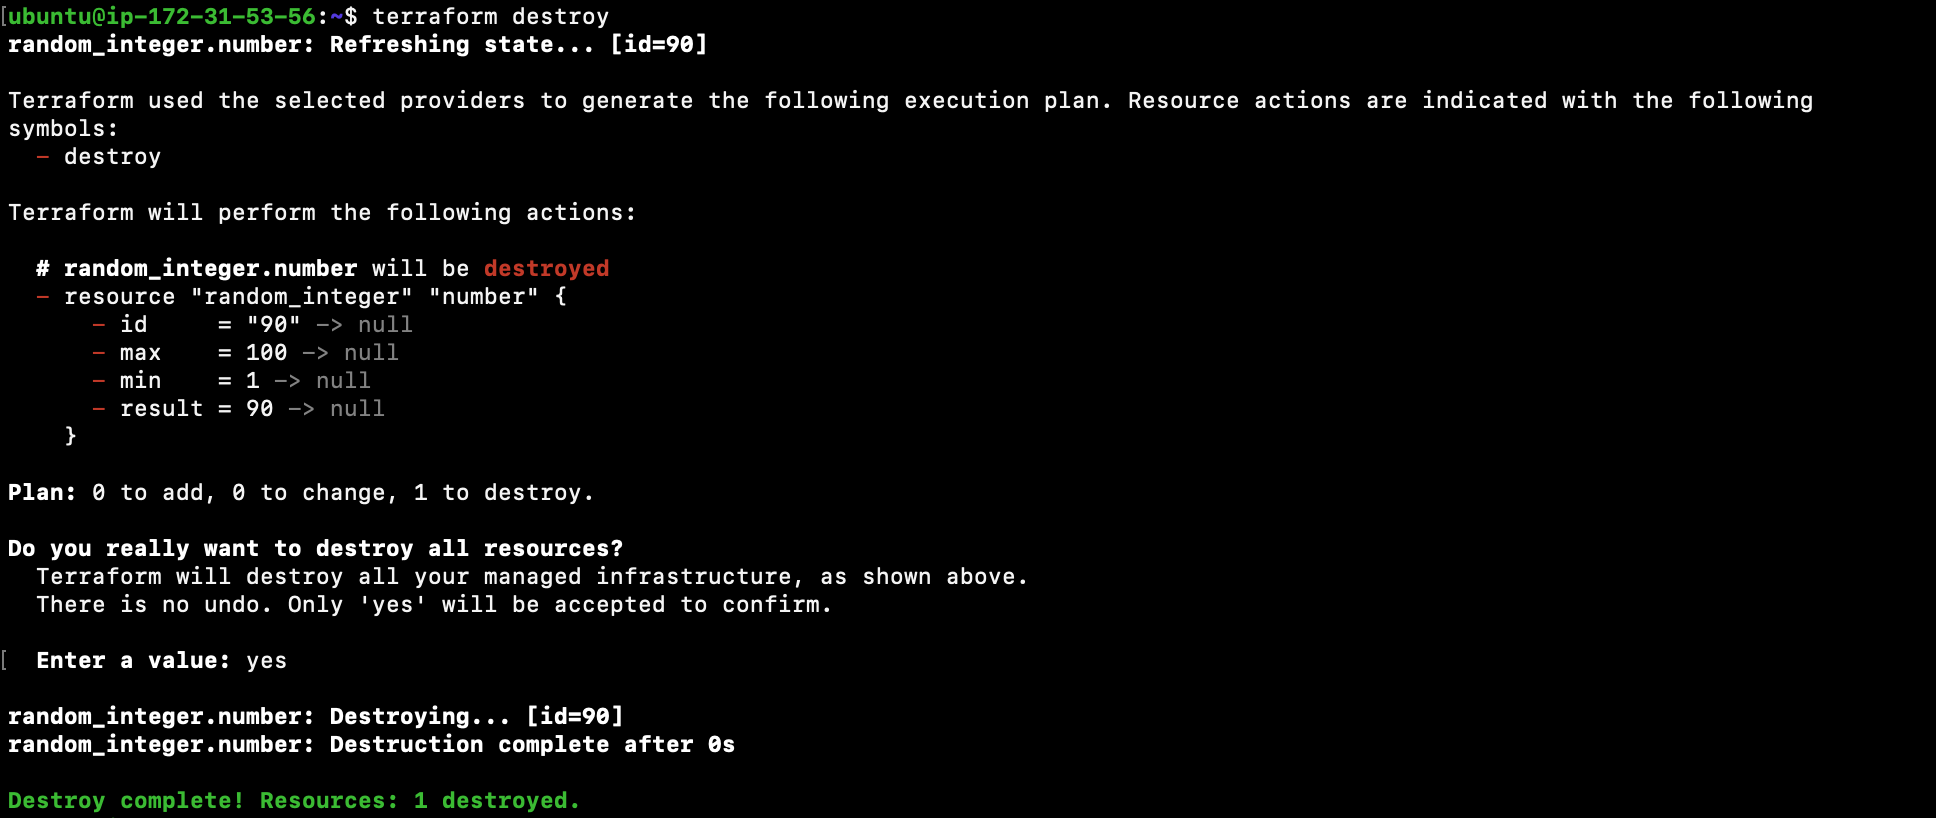 [ubuntu@ip-172-31-53-56:~$ terraform destroy
random_integer.number: Refreshing state... [id=90]

Terraform used the selected providers to generate the following execution plan. Resource actions are indicated with the following
symbols:
  - destroy

Terraform will perform the following actions:

  # random_integer.number will be destroyed
  - resource "random_integer" "number" {
      - id     = "90" -> null
      - max    = 100 -> null
      - min    = 1 -> null
      - result = 90 -> null
    }

Plan: 0 to add, 0 to change, 1 to destroy.

Do you really want to destroy all resources?
  Terraform will destroy all your managed infrastructure, as shown above.
  There is no undo. Only 'yes' will be accepted to confirm.

[  Enter a value: yes

random_integer.number: Destroying... [id=90]
random_integer.number: Destruction complete after 0s

Destroy complete! Resources: 1 destroyed.